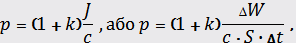 p = (1 + k) J/c , або p = (1 + k) ΔW/(c · S · Δt) .